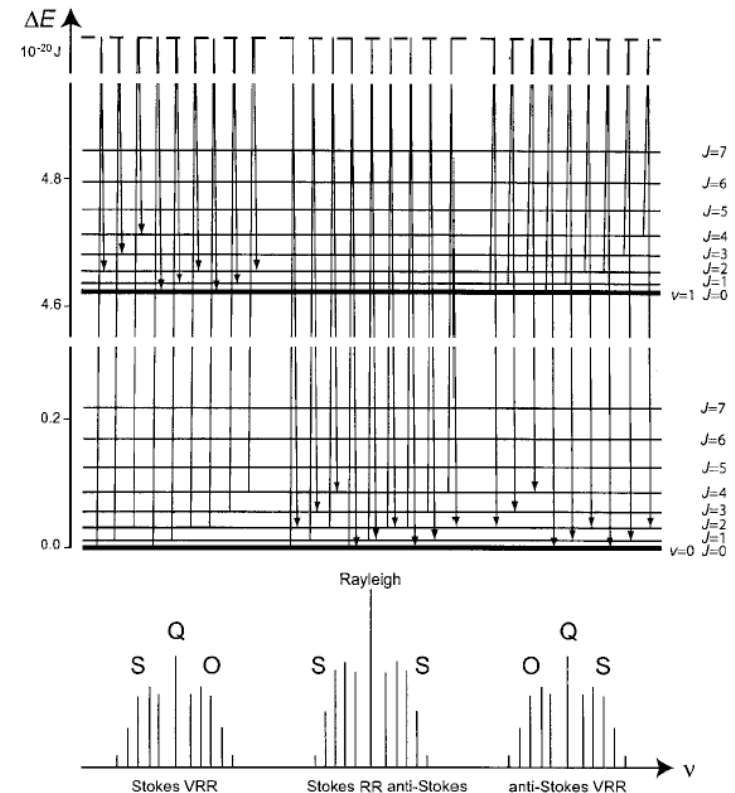 ΔE
10⁻²⁰ J
J=7
4.8
J=6
J=5
J=4
J=3
J=2
J=1
4.6
v=1 J=0
0.2
J=7
J=6
J=5
J=4
J=3
J=2
J=1
0.0
v=0 J=0
Rayleigh
Q
Q
S
O
S
S
O
S
ν
Stokes VRR
Stokes RR anti-Stokes
anti-Stokes VRR